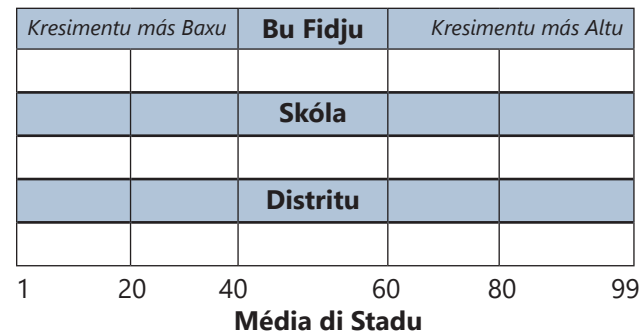 Kresimentu más Baxu Bu Fidju Kresimentu más Altu
Skóla
Distritu
1 20 40 60 80 99
Média di Stadu